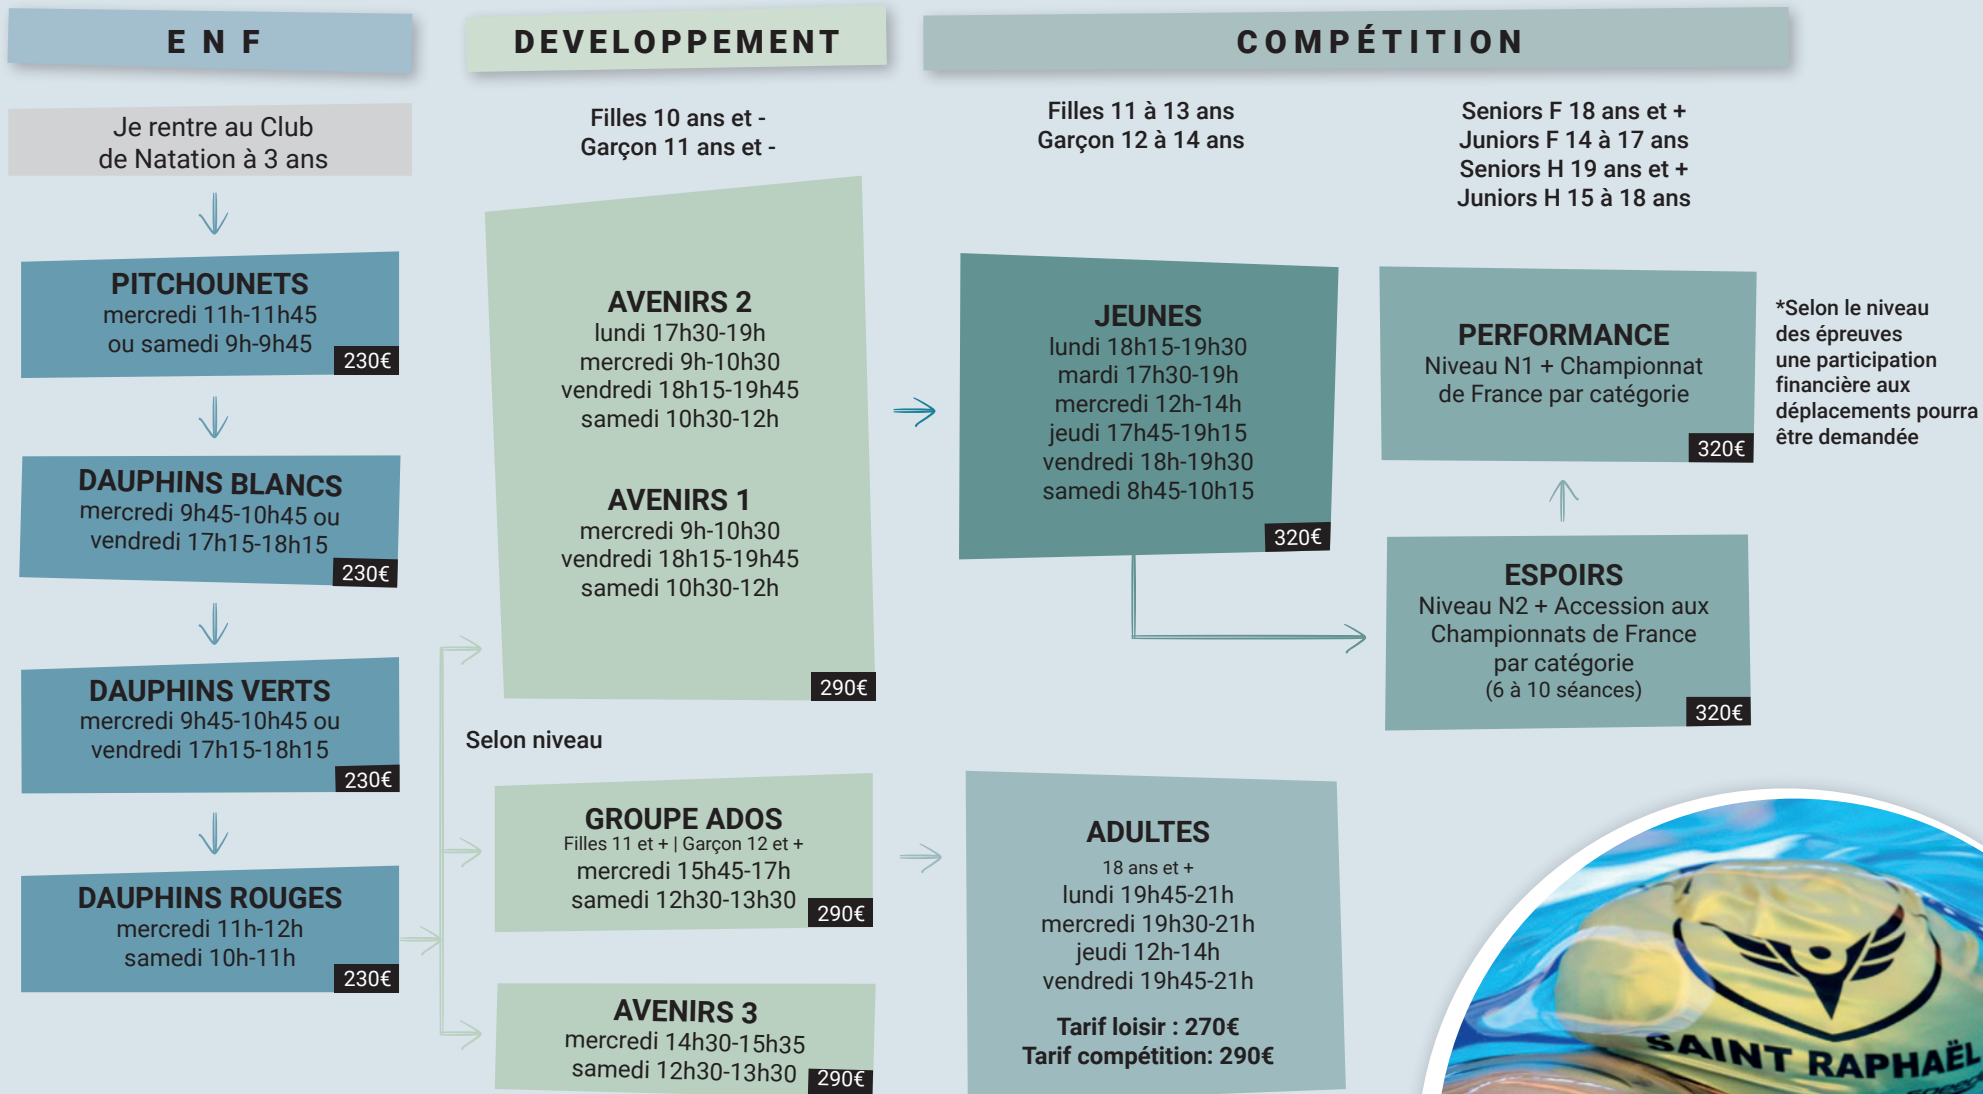 ENF
Je rentre au Club
de Natation à 3 ans
PITCHOUNETS
mercredi 11h-11h45
ou samedi 9h-9h45
230€
DAUPHINS BLANCS
mercredi 9h45-10h45 ou
vendredi 17h15-18h15
230€
DAUPHINS VERTS
mercredi 9h45-10h45 ou
vendredi 17h15-18h15
230€
DAUPHINS ROUGES
mercredi 11h-12h
samedi 10h-11h
230€
DEVELOPPEMENT
Filles 10 ans et -
Garçon 11 ans et -
AVENIRS 2
lundi 17h30-19h
mercredi 9h-10h30
vendredi 18h15-19h45
samedi 10h30-12h
AVENIRS 1
mercredi 9h-10h30
vendredi 18h15-19h45
samedi 10h30-12h
290€
Selon niveau
GROUPE ADOS
Filles 11 et + | Garçon 12 et +
mercredi 15h45-17h
samedi 12h30-13h30
290€
AVENIRS 3
mercredi 14h30-15h35
samedi 12h30-13h30
290€
COMPÉTITION
Filles 11 à 13 ans
Garçon 12 à 14 ans
JEUNES
lundi 18h15-19h30
mardi 17h30-19h
mercredi 12h-14h
jeudi 17h45-19h15
vendredi 18h-19h30
samedi 8h45-10h15
320€
ADULTES
18 ans et +
lundi 19h45-21h
mercredi 19h30-21h
jeudi 12h-14h
vendredi 19h45-21h
Tarif loisir : 270€
Tarif compétition: 290€
Seniors F 18 ans et +
Juniors F 14 à 17 ans
Seniors H 19 ans et +
Juniors H 15 à 18 ans
PERFORMANCE
Niveau N1 + Championnat
de France par catégorie
320€
ESPOIRS
Niveau N2 + Accession aux
Championnats de France
par catégorie
(6 à 10 séances)
320€
*Selon le niveau
des épreuves
une participation
financière aux
déplacements pourra
être demandée
SAINT RAPHAËL